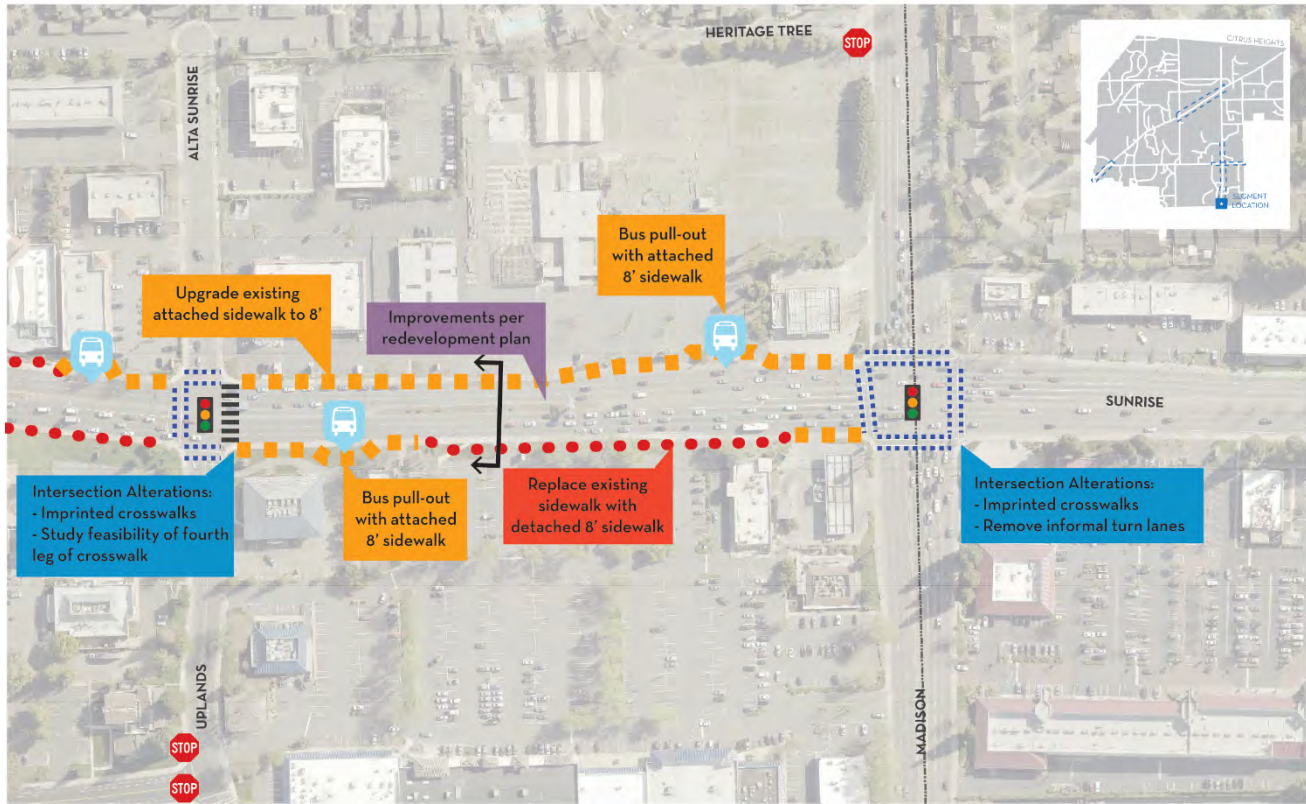 HERITAGE TREE
STOP
CITRUS HEIGHTS
SEGMENT
LOCATION
ALTA SUNRISE
Bus pull-out
with attached
8' sidewalk
Upgrade existing
attached sidewalk to 8'
Improvements per
redevelopment plan
SUNRISE
Intersection Alterations:
- Imprinted crosswalks
- Study feasibility of fourth
leg of crosswalk
Bus pull-out
with attached
8' sidewalk
Replace existing
sidewalk with
detached 8' sidewalk
Intersection Alterations:
- Imprinted crosswalks
- Remove informal turn lanes
UPLANDS
MADISON
STOP
STOP